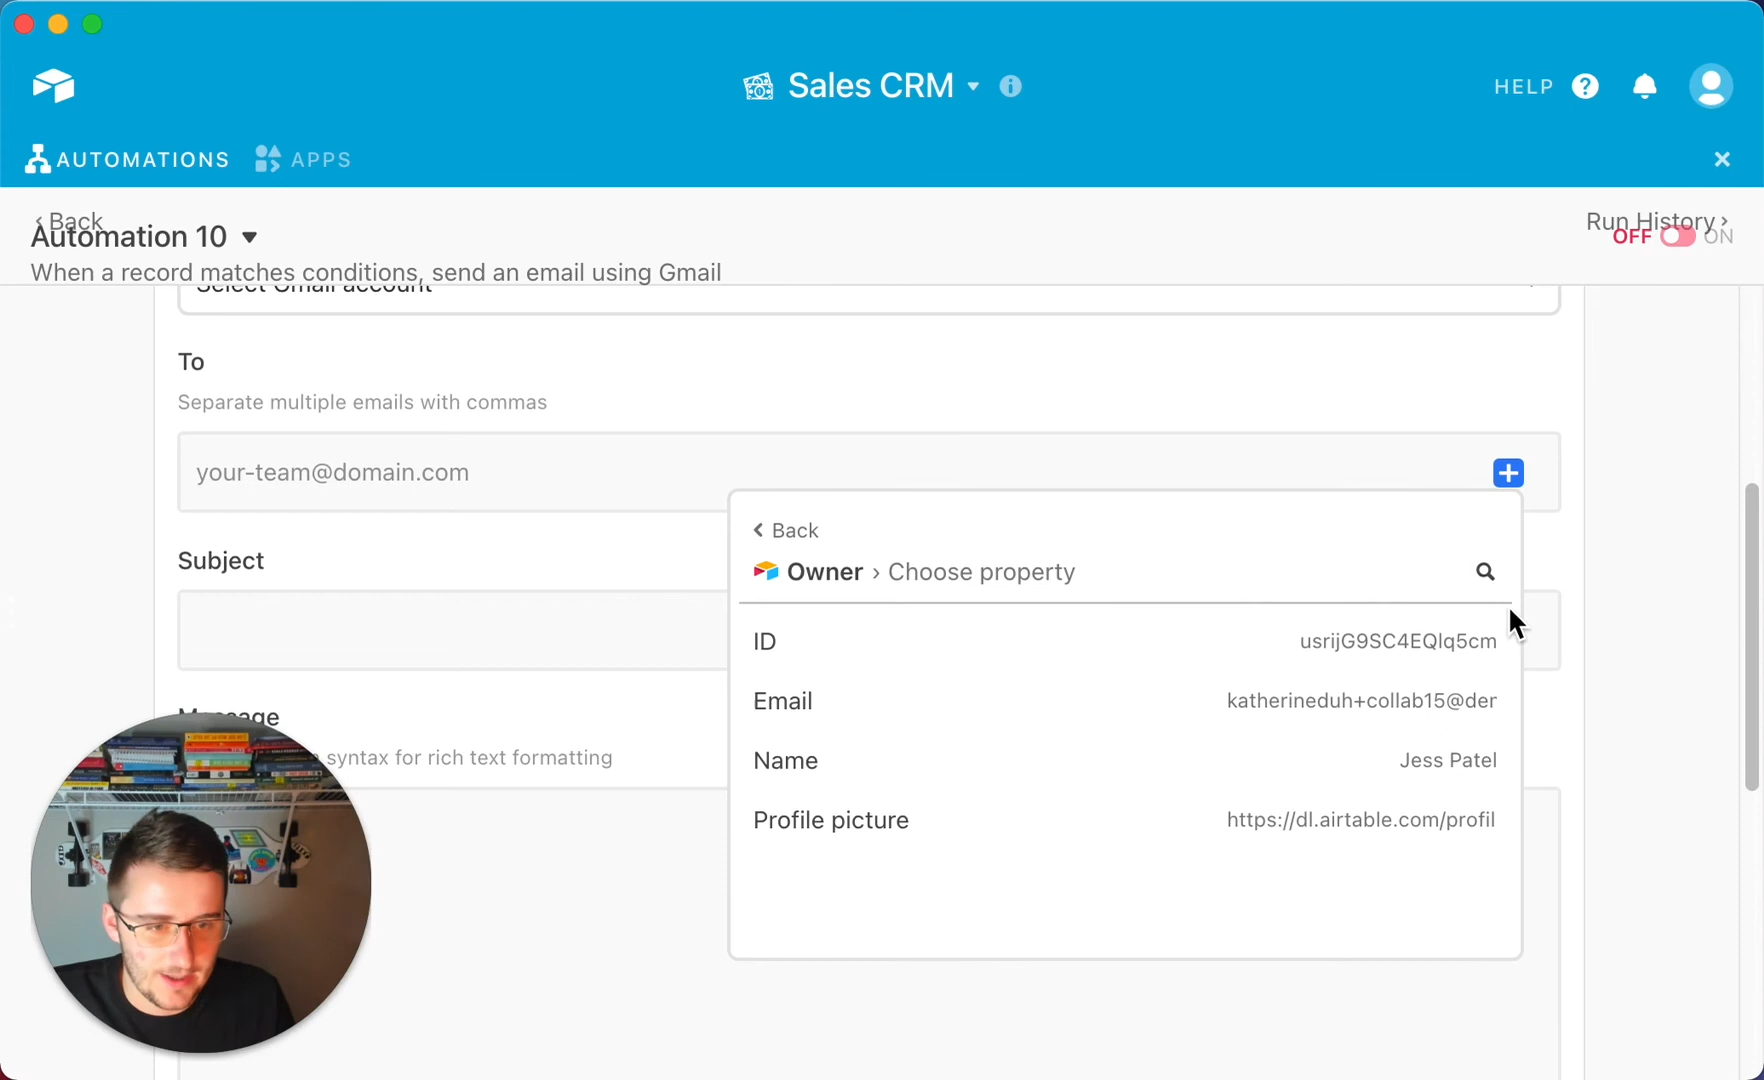 Sales CRM
HELP
AUTOMATIONS
APPS
Back
Run History
Automation 10
OFF
ON
When a record matches conditions, send an email using Gmail
Select Gmail account
To
Separate multiple emails with commas
your-team@domain.com
Back
Owner › Choose property
Subject
ID usrijG9SC4EQlq5cm
Email katherineduh+collab15@der
Message
Name Jess Patel
syntax for rich text formatting
Profile picture https://dl.airtable.com/profil